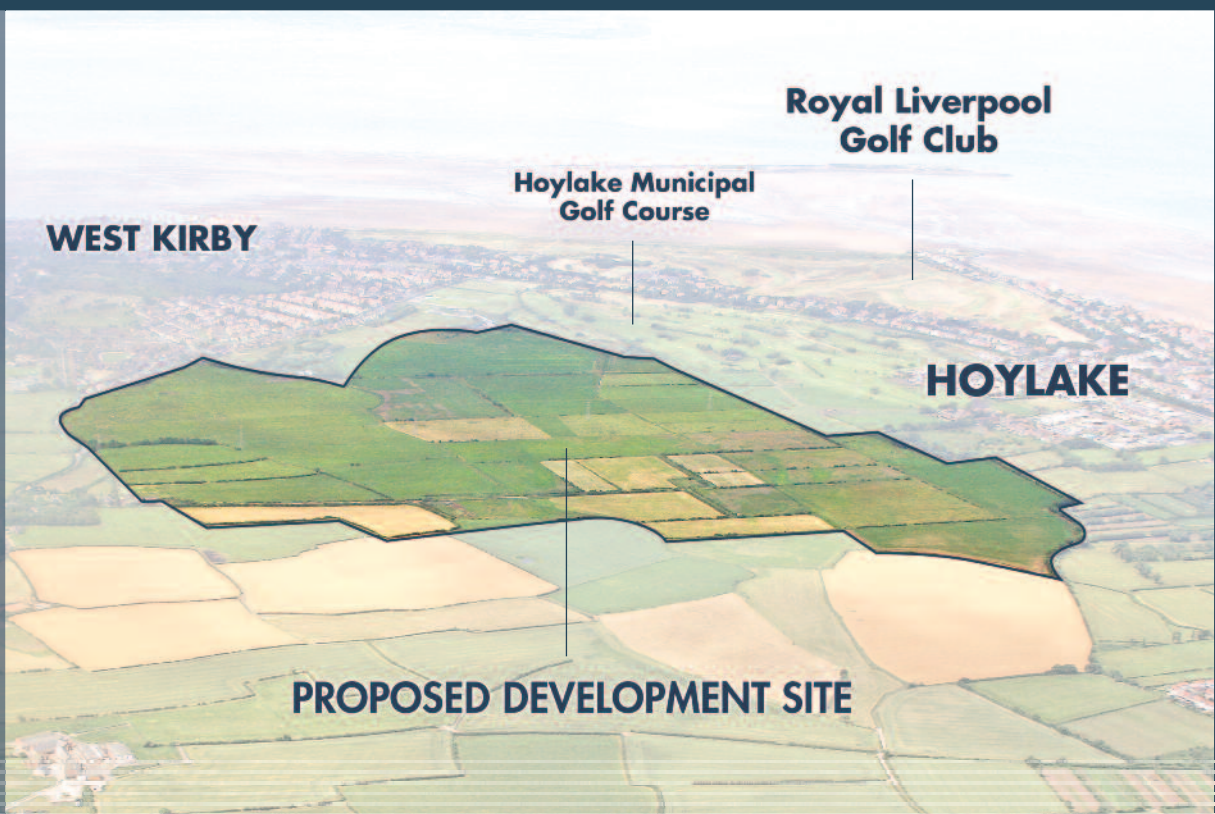 Royal Liverpool
Golf Club
Hoylake Municipal
Golf Course
WEST KIRBY
HOYLAKE
PROPOSED DEVELOPMENT SITE